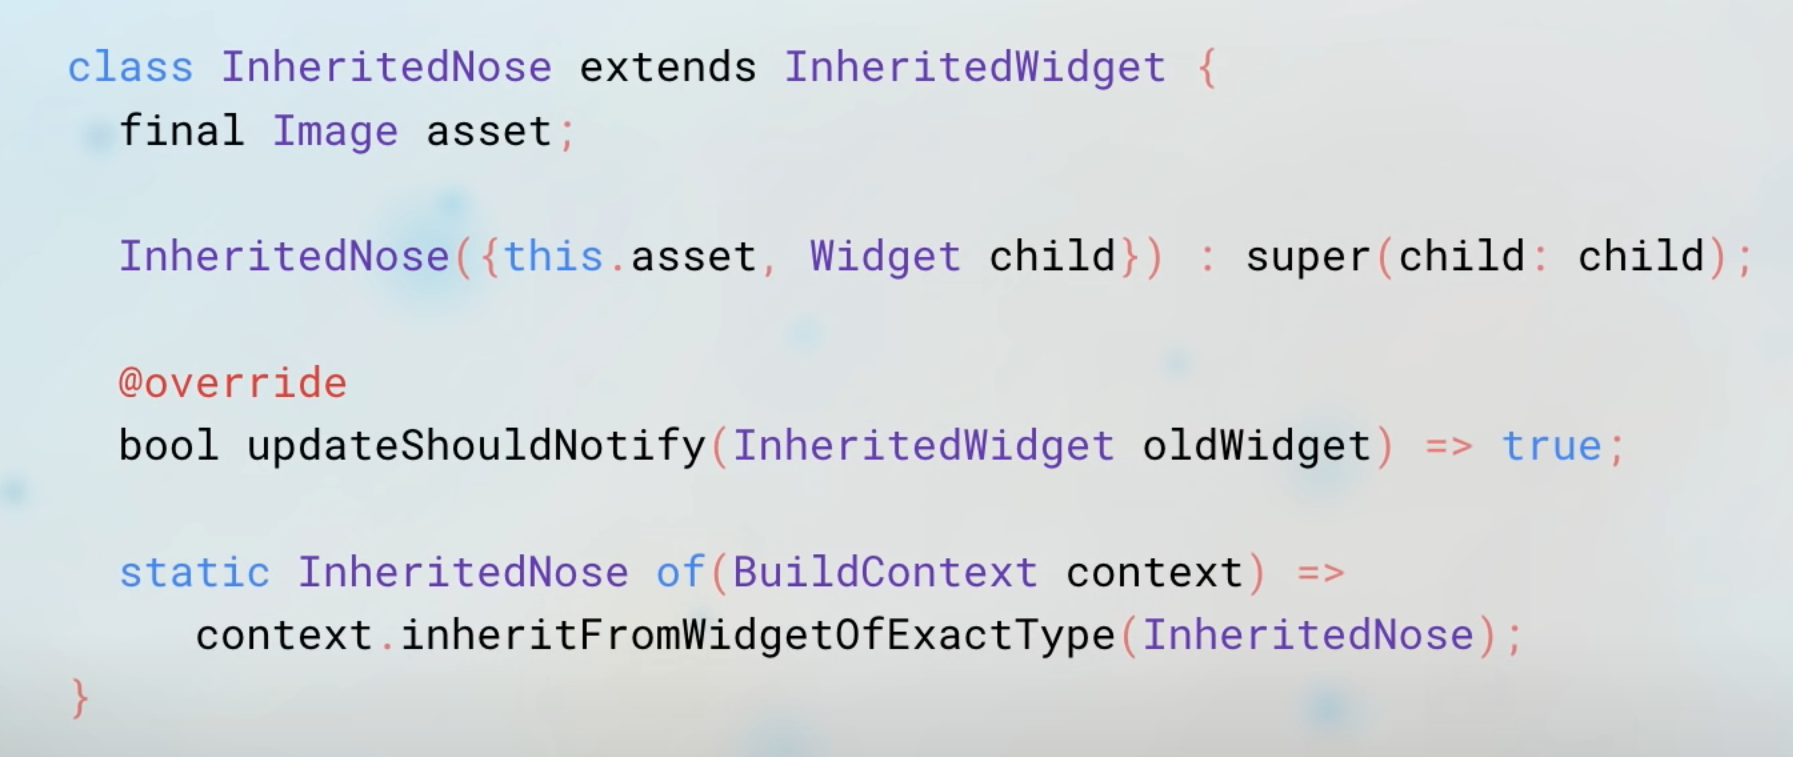 class InheritedNose extends InheritedWidget {
final Image asset;
InheritedNose({this.asset, Widget child}) : super(child: child);
@override
bool updateShouldNotify(InheritedWidget oldWidget) => true;
static InheritedNose of(BuildContext context) =>
context.inheritFromWidgetOfExactType(InheritedNose);
}